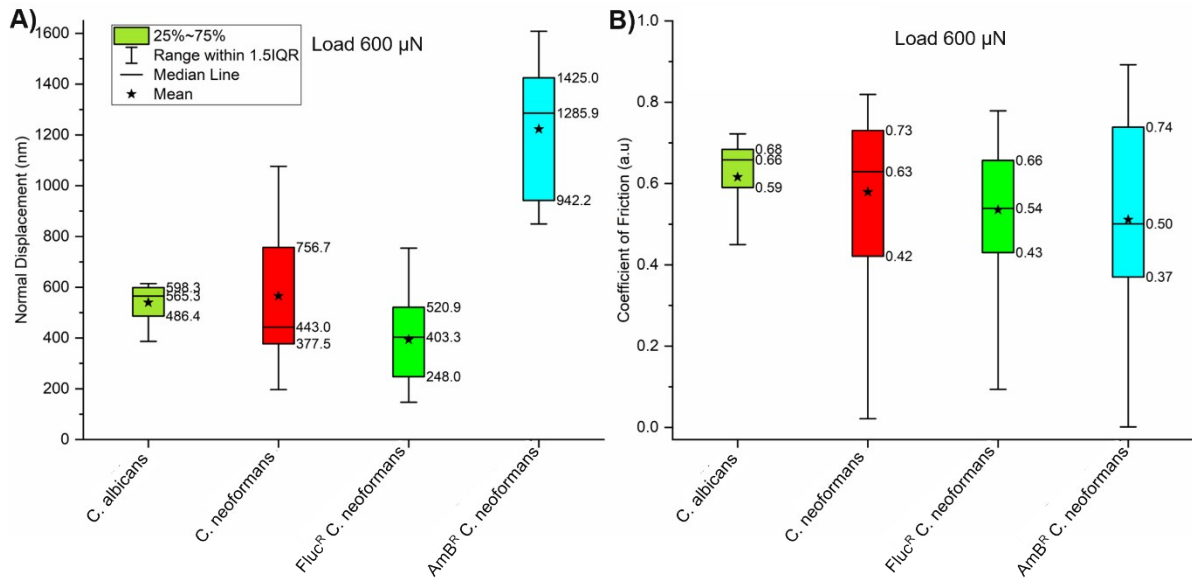 A)
25%~75%
Range within 1.5IQR
Median Line
Mean
Load 600 µN
Normal Displacement (nm)
1600
1400
1200
1000
800
600
400
200
0
598.3
565.3
486.4
756.7
443.0
377.5
520.9
403.3
248.0
1425.0
1285.9
942.2
C. albicans
C. neoformans
Flucᴿ C. neoformans
AmBᴿ C. neoformans
B)
Load 600 µN
Coefficient of Friction (a.u)
1.0
0.8
0.6
0.4
0.2
0.0
0.68
0.66
0.59
0.73
0.63
0.42
0.66
0.54
0.43
0.74
0.50
0.37
C. albicans
C. neoformans
Flucᴿ C. neoformans
AmBᴿ C. neoformans